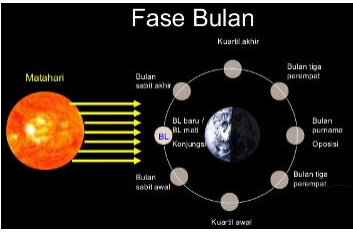 Fase Bulan
Kuartil akhir
Matahari
Bulan
sabit akhir
Bulan tiga
perempat
BL baru /
BL mati
BL
Konjungsi
Bulan
purnama
Oposisi
Bulan
sabit awal
Bulan tiga
perempat
Kuartil awal